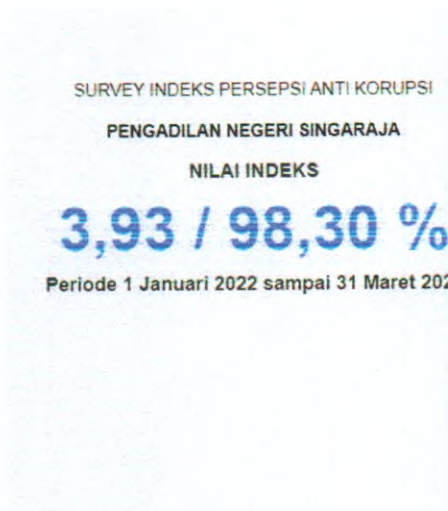 SURVEY INDEKS PERSEPSI ANTI KORUPSI
PENGADILAN NEGERI SINGARAJA
NILAI INDEKS
3,93 / 98,30 %
Periode 1 Januari 2022 sampai 31 Maret 202